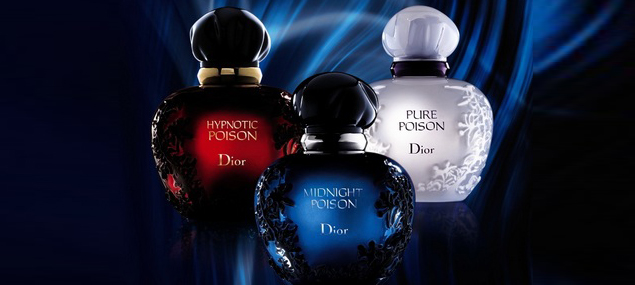 HYPNOTIC
POISON
Dior
MIDNIGHT
POISON
Dior
PURE
POISON
Dior